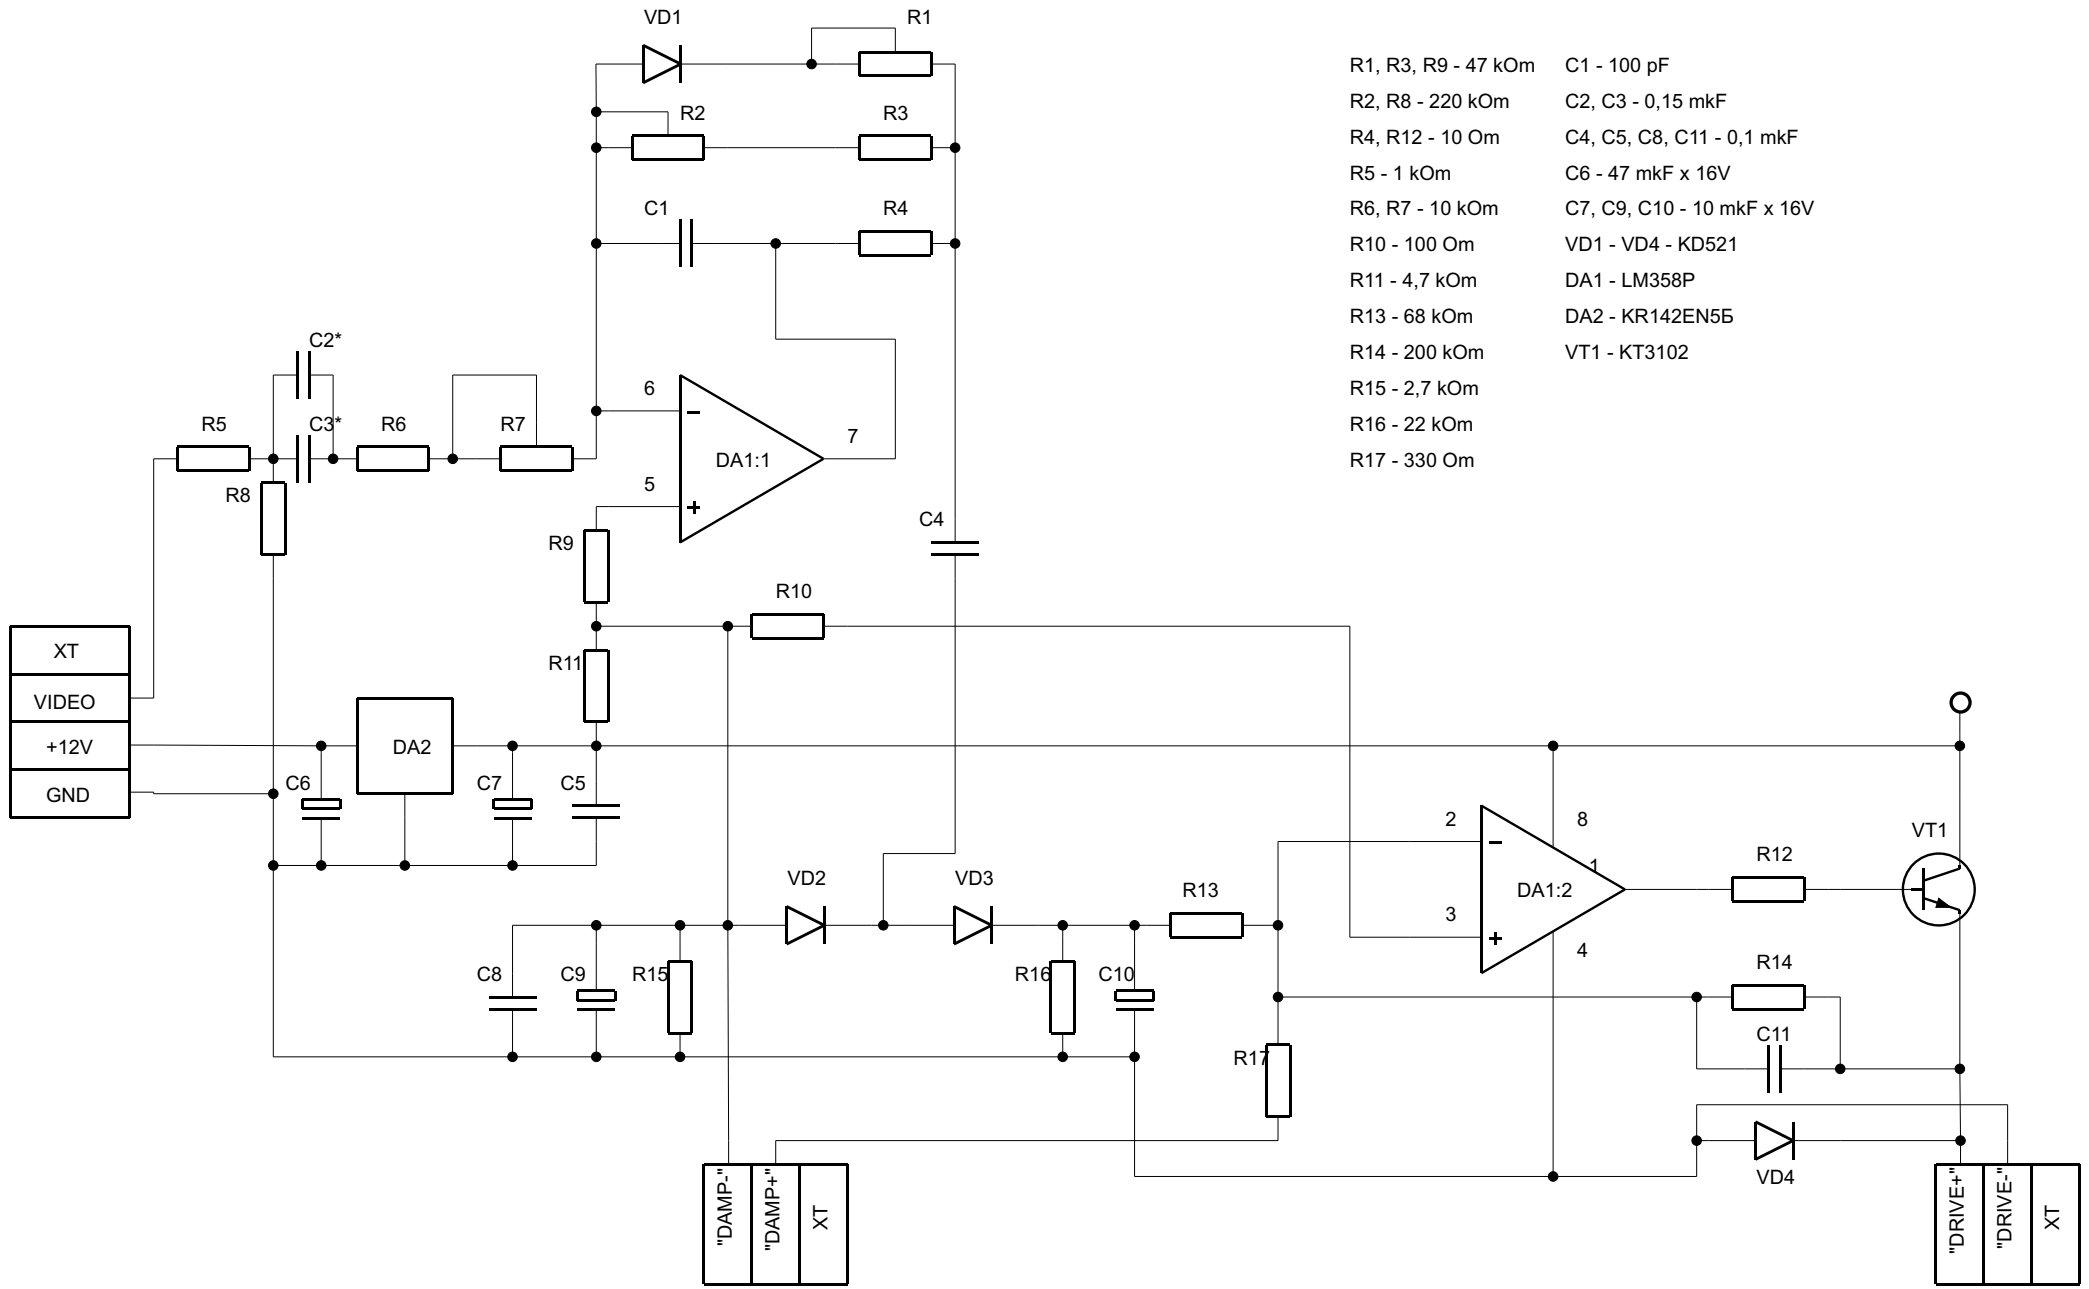 VD1
R1
R2
R3
C1
R4
R1, R3, R9 - 47 kOm
R2, R8 - 220 kOm
R4, R12 - 10 Om
R5 - 1 kOm
R6, R7 - 10 kOm
R10 - 100 Om
R11 - 4,7 kOm
R13 - 68 kOm
R14 - 200 kOm
R15 - 2,7 kOm
R16 - 22 kOm
R17 - 330 Om
C1 - 100 pF
C2, C3 - 0,15 mkF
C4, C5, C8, C11 - 0,1 mkF
C6 - 47 mkF x 16V
C7, C9, C10 - 10 mkF x 16V
VD1 - VD4 - KD521
DA1 - LM358P
DA2 - KR142EN5Б
VT1 - KT3102
C2*
C3*
R5
R6
R7
R8
6
−
DA1:1
7
5
+
R9
C4
R10
R11
XT
VIDEO
+12V
GND
DA2
C6
C7
C5
2
−
8
1
DA1:2
3
+
4
R12
VT1
VD2
VD3
R13
C8
C9
R15
R16
C10
R14
C11
R17
VD4
"DAMP-"
"DAMP+"
XT
"DRIVE+"
"DRIVE-"
XT